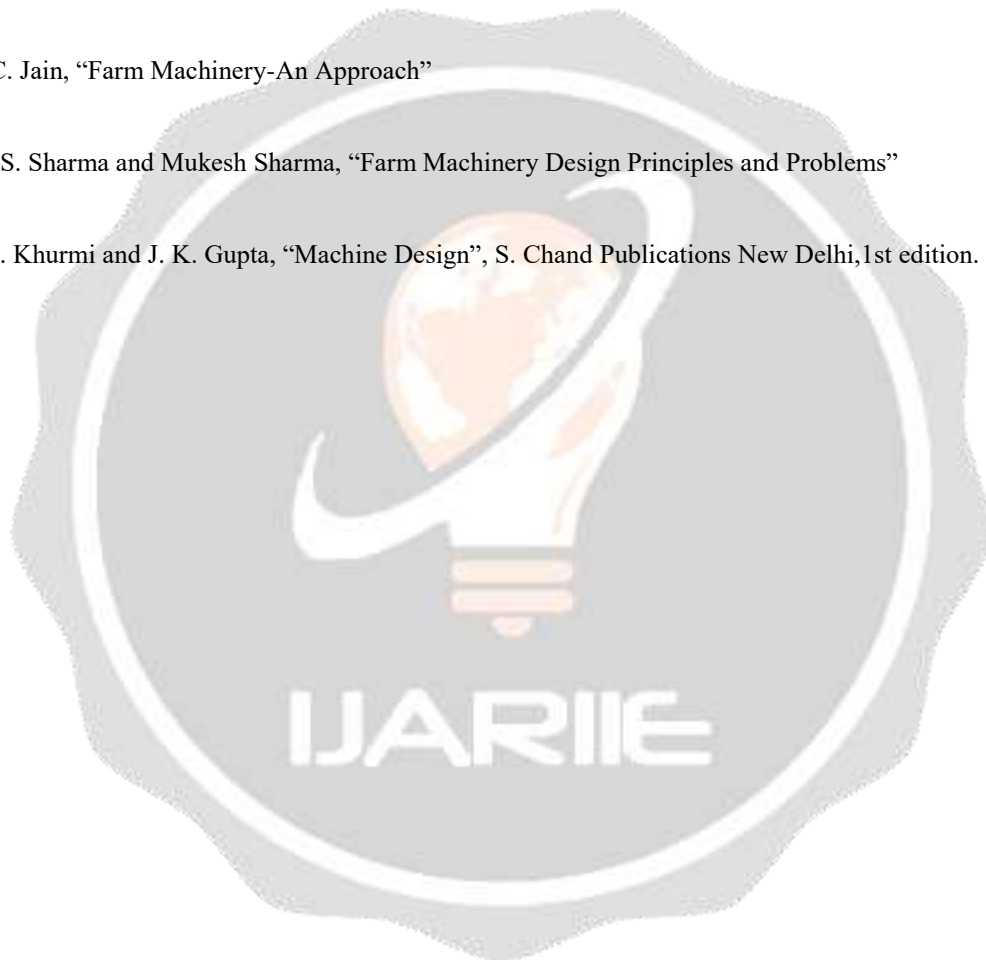 C. Jain, “Farm Machinery-An Approach”
S. Sharma and Mukesh Sharma, “Farm Machinery Design Principles and Problems”
. Khurmi and J. K. Gupta, “Machine Design”, S. Chand Publications New Delhi,1st edition.
IJARIIE